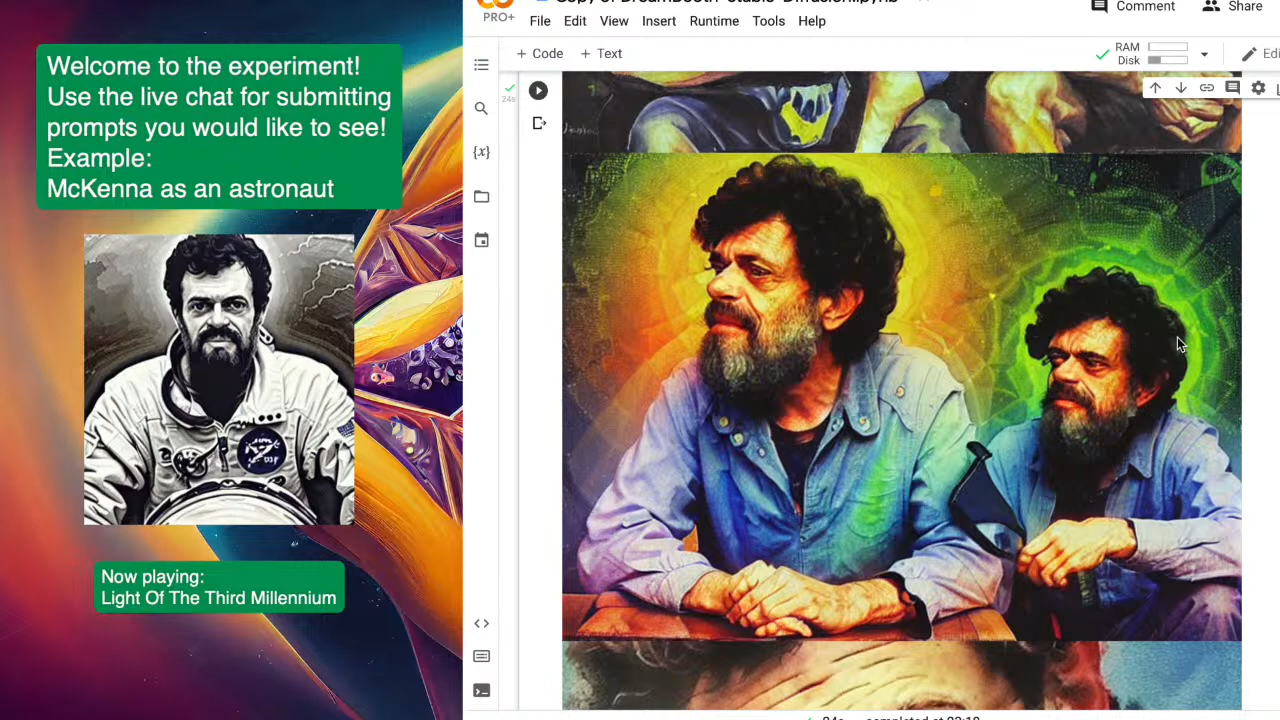 Welcome to the experiment!
Use the live chat for submitting
prompts you would like to see!
Example:
McKenna as an astronaut
Now playing:
Light Of The Third Millennium
PRO+
File Edit View Insert Runtime Tools Help
Comment Share
+ Code + Text
RAM
Disk
Edi
24s
{x}